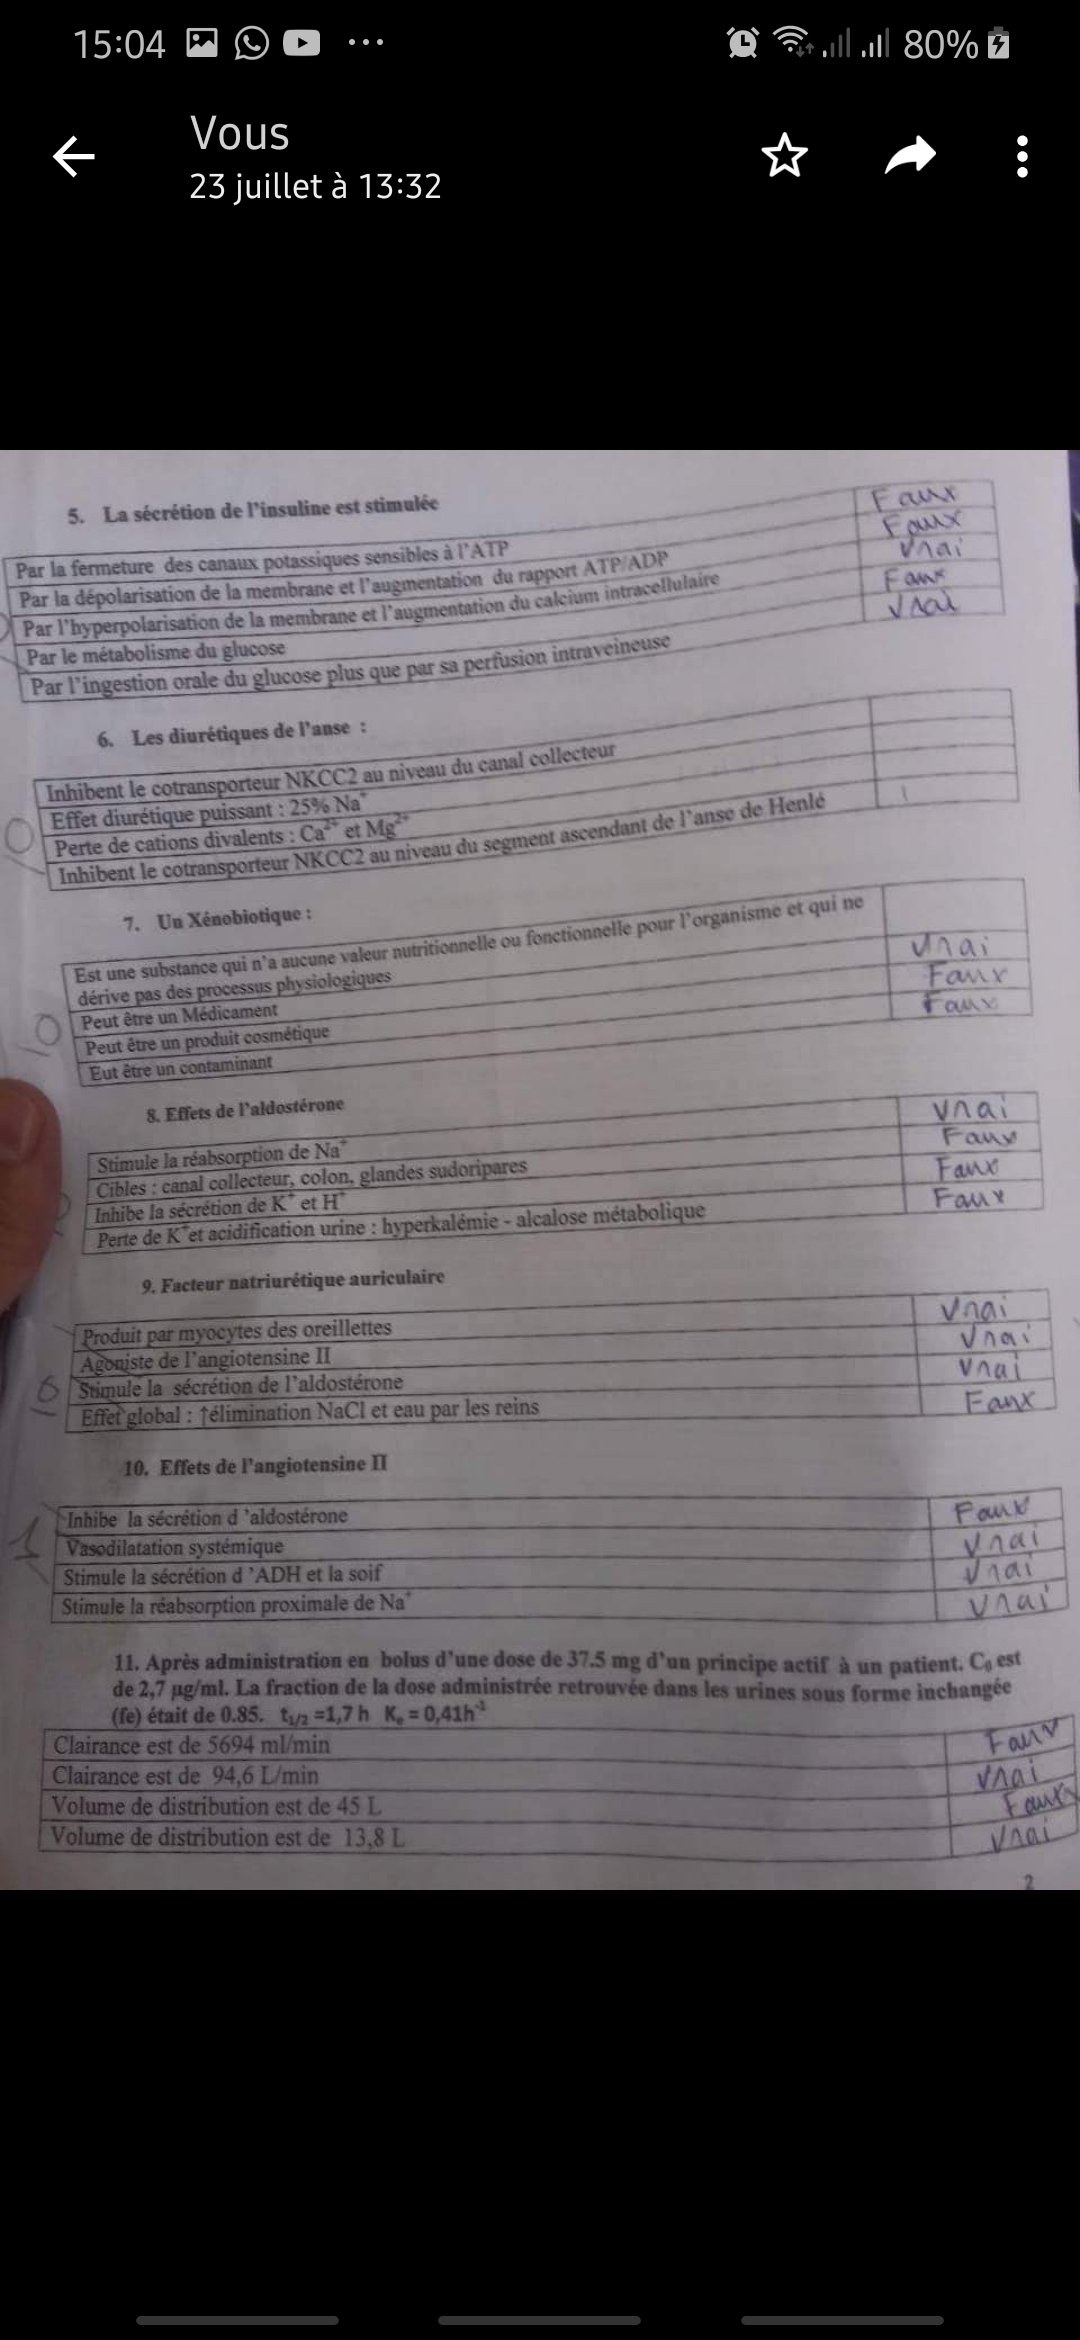 15:04 80%
Vous
23 juillet à 13:32
5. La sécrétion de l'insuline est stimulée
Par la fermeture des canaux potassiques sensibles à l'ATP Faux
Par la dépolarisation de la membrane et l'augmentation du rapport ATP/ADP Faux
Par l'hyperpolarisation de la membrane et l'augmentation du calcium intracellulaire Vrai
Par le métabolisme du glucose Faux
Par l'ingestion orale du glucose plus que par sa perfusion intraveineuse Vrai
6. Les diurétiques de l'anse :
Inhibent le cotransporteur NKCC2 au niveau du canal collecteur
Effet diurétique puissant : 25% Na⁺
0 Perte de cations divalents : Ca²⁺ et Mg²⁺
Inhibent le cotransporteur NKCC2 au niveau du segment ascendant de l'anse de Henlé
7. Un Xénobiotique :
Est une substance qui n'a aucune valeur nutritionnelle ou fonctionnelle pour l'organisme et qui ne
dérive pas des processus physiologiques
Peut être un Médicament Vrai
0 Peut être un produit cosmétique Faux
Eut être un contaminant Faux
8. Effets de l'aldostérone
Stimule la réabsorption de Na⁺ Vrai
Cibles : canal collecteur, colon, glandes sudoripares Faux
Inhibe la sécrétion de K⁺ et H⁺ Faux
Perte de K⁺et acidification urine : hyperkalémie - alcalose métabolique Faux
9. Facteur natriurétique auriculaire
Produit par myocytes des oreillettes Vrai
Agoniste de l'angiotensine II Vrai
Stimule la sécrétion de l'aldostérone Vrai
Effet global : ↑élimination NaCl et eau par les reins Faux
10. Effets de l'angiotensine II
Inhibe la sécrétion d 'aldostérone Faux
1 Vasodilatation systémique Vrai
Stimule la sécrétion d 'ADH et la soif Vrai
Stimule la réabsorption proximale de Na⁺ Vrai
11. Après administration en bolus d'une dose de 37.5 mg d'un principe actif à un patient. C₀ est
de 2,7 µg/ml. La fraction de la dose administrée retrouvée dans les urines sous forme inchangée
(fe) était de 0.85. t₁/₂ =1,7 h Kₑ = 0,41h⁻¹
Clairance est de 5694 ml/min Faux
Clairance est de 94,6 L/min Vrai
Volume de distribution est de 45 L Faux
Volume de distribution est de 13,8 L Vrai
2